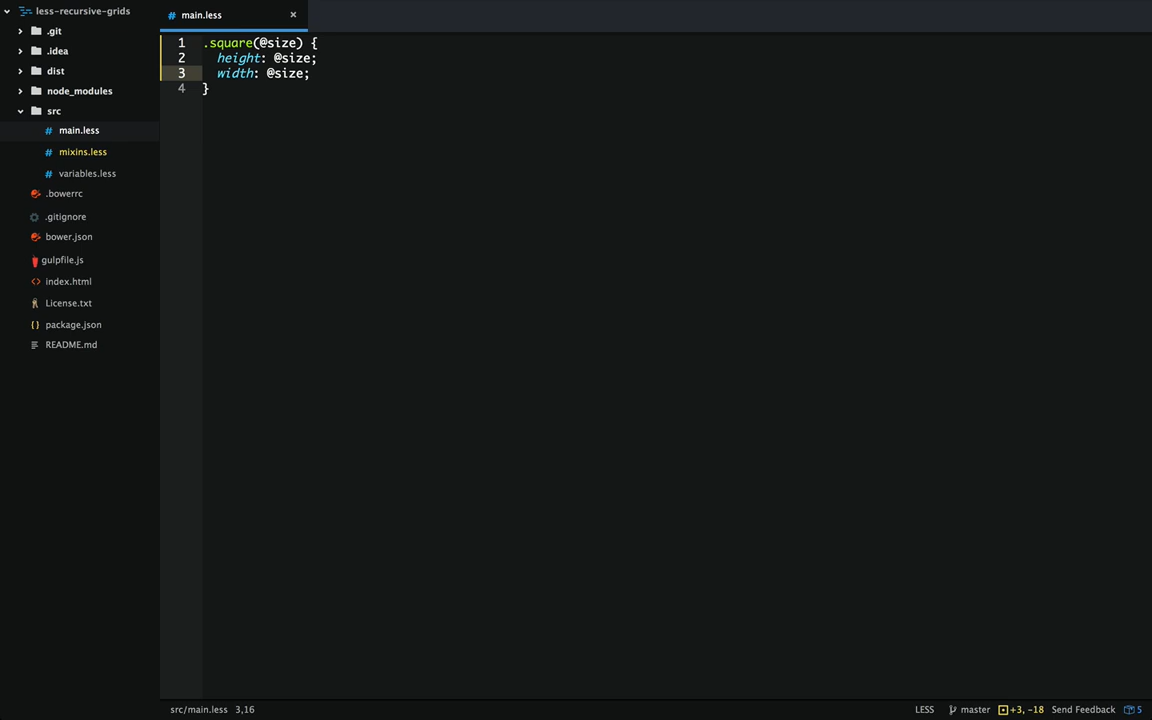 less-recursive-grids
.git
.idea
dist
node_modules
src
main.less
mixins.less
variables.less
.bowerrc
.gitignore
bower.json
gulpfile.js
index.html
License.txt
package.json
README.md
main.less ×
1 .square(@size) {
2 height: @size;
3 width: @size;
4 }
src/main.less 3,16 LESS master +3, -18 Send Feedback 5